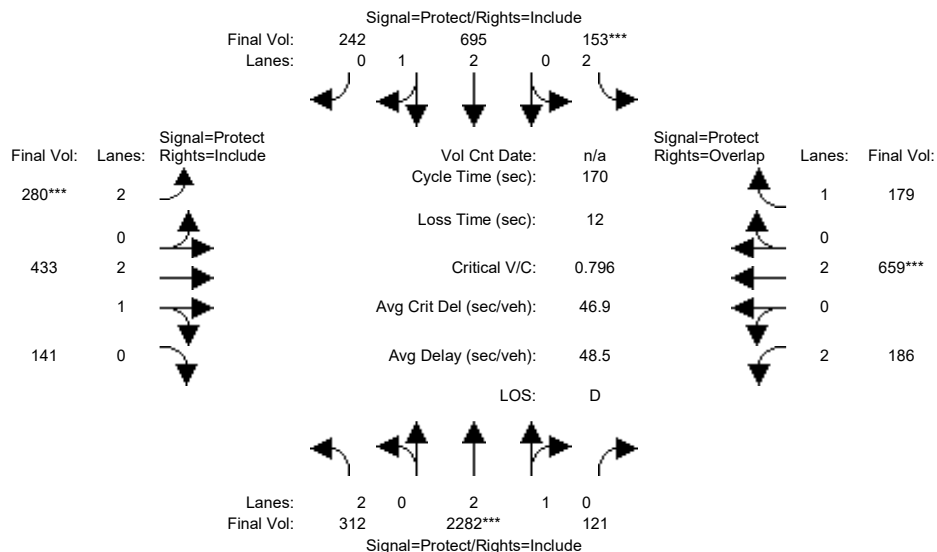 Signal=Protect/Rights=Include
Final Vol: 242 695 153***
Lanes: 0 1 2 0 2
Signal=Protect
Final Vol: Lanes: Rights=Include
Vol Cnt Date: n/a
Cycle Time (sec): 170
Signal=Protect
Rights=Overlap Lanes: Final Vol:
280*** 2
Loss Time (sec): 12
1 179
0
0
433 2
Critical V/C: 0.796
2 659***
1
Avg Crit Del (sec/veh): 46.9
0
141 0
Avg Delay (sec/veh): 48.5
2 186
LOS: D
Lanes: 2 0 2 1 0
Final Vol: 312 2282*** 121
Signal=Protect/Rights=Include